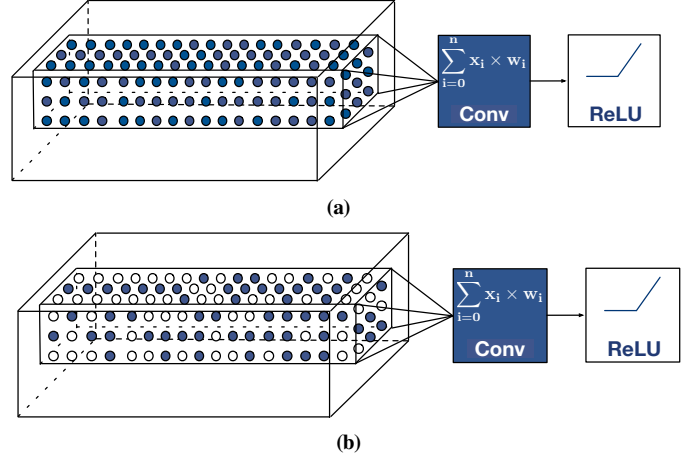 n
∑ xᵢ × wᵢ
i=0
Conv
ReLU
(a)
n
∑ xᵢ × wᵢ
i=0
Conv
ReLU
(b)